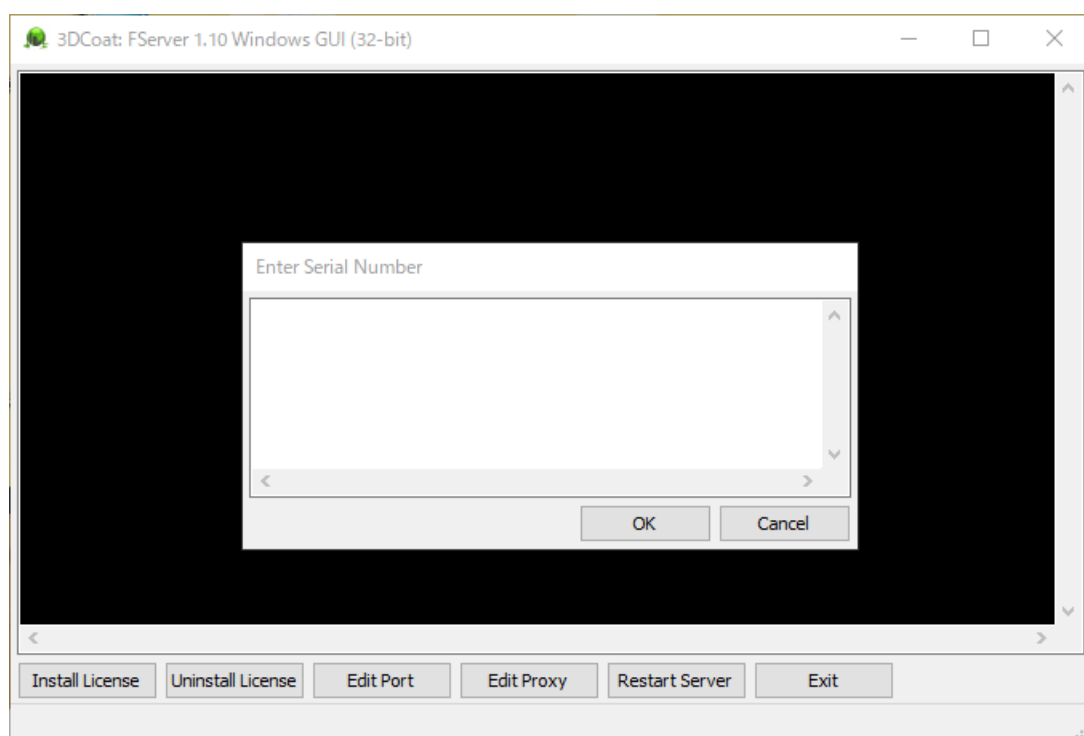 3DCoat: FServer 1.10 Windows GUI (32-bit)
Enter Serial Number
OK Cancel
Install License Uninstall License Edit Port Edit Proxy Restart Server Exit